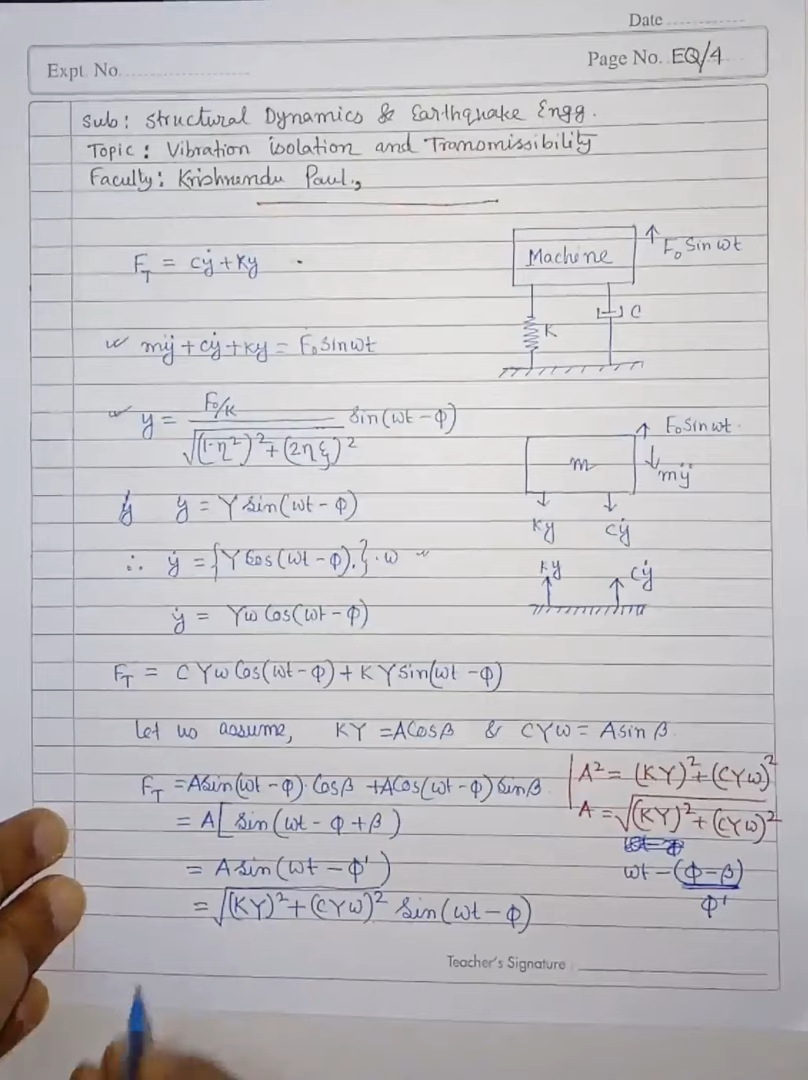 Date
Expt. No.
Page No. EQ/4
Sub: Structural Dynamics & Earthquake Engg.
Topic: Vibration isolation and Transmissibility
Faculty: Krishnendu Paul.,
F_T = cẏ + Ky
Machine
F₀ Sin ωt
K
C
mÿ + cẏ + Ky = F₀ Sin ωt
y = (F₀/K) / √((1-η²)² + (2ηξ)²) Sin(ωt - φ)
F₀ Sin ωt
m
mÿ
Ky Cẏ
ẏ y = Y Sin(ωt - φ)
∴ ẏ = {Y Cos(ωt - φ).}·ω
Ky Cẏ
ẏ = Yω Cos(ωt - φ)
F_T = C Yω Cos(ωt - φ) + K Y Sin(ωt - φ)
Let us assume, KY = A Cos β & CYω = A sin β
F_T = A sin(ωt - φ)·Cos β + A Cos(ωt - φ) Sin β
A² = (KY)² + (CYω)²
= A[ Sin(ωt - φ + β)
A = √((KY)² + (CYω)²)
= A Sin(ωt - φ')
ωt - (φ - β)
φ'
= √((KY)² + (CYω)²) Sin(ωt - φ)
Teacher's Signature